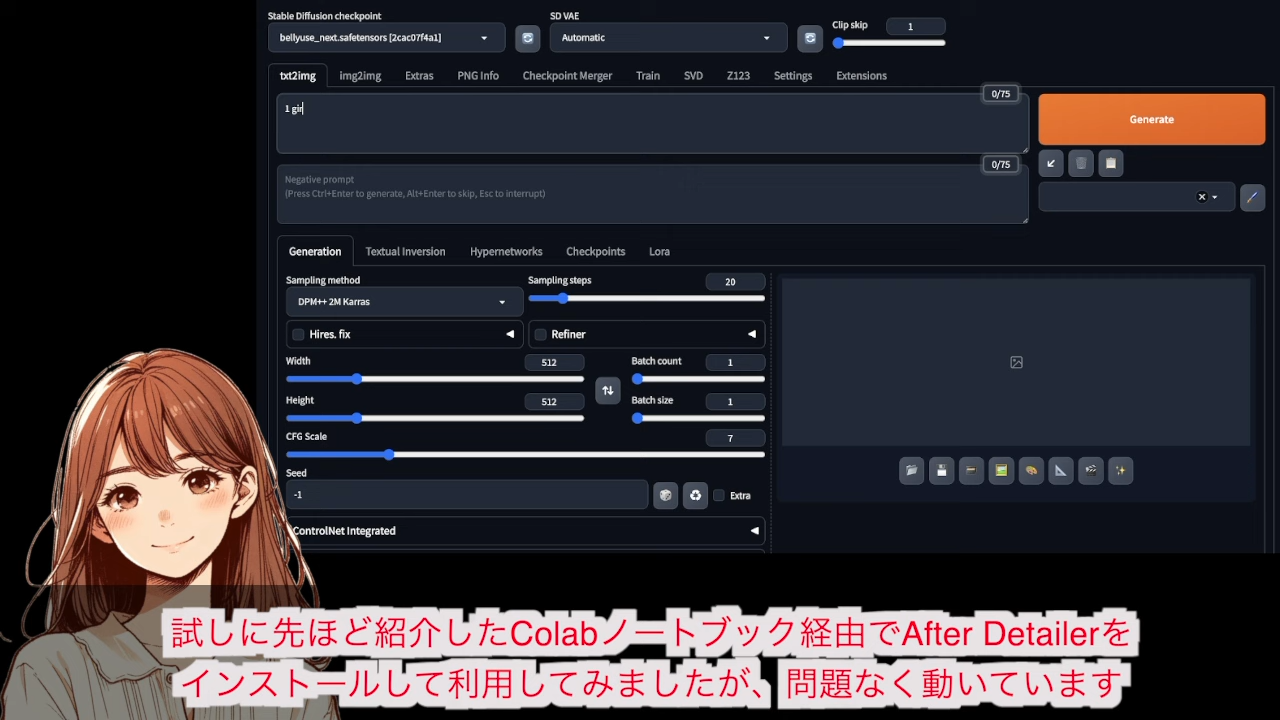 Stable Diffusion checkpoint
SD VAE
Clip skip
1
bellyuse_next.safetensors [2cac07f4a1]
Automatic
txt2img
img2img
Extras
PNG Info
Checkpoint Merger
Train
SVD
Z123
Settings
Extensions
1 girl
0/75
Generate
0/75
Negative prompt
(Press Ctrl+Enter to generate, Alt+Enter to skip, Esc to interrupt)
Generation
Textual Inversion
Hypernetworks
Checkpoints
Lora
Sampling method
DPM++ 2M Karras
Sampling steps
20
Hires. fix
Refiner
Width
512
Batch count
1
Height
512
Batch size
1
CFG Scale
7
Seed
-1
Extra
ControlNet Integrated
試しに先ほど紹介したColabノートブック経由でAfter Detailerを
インストールして利用してみましたが、問題なく動いています